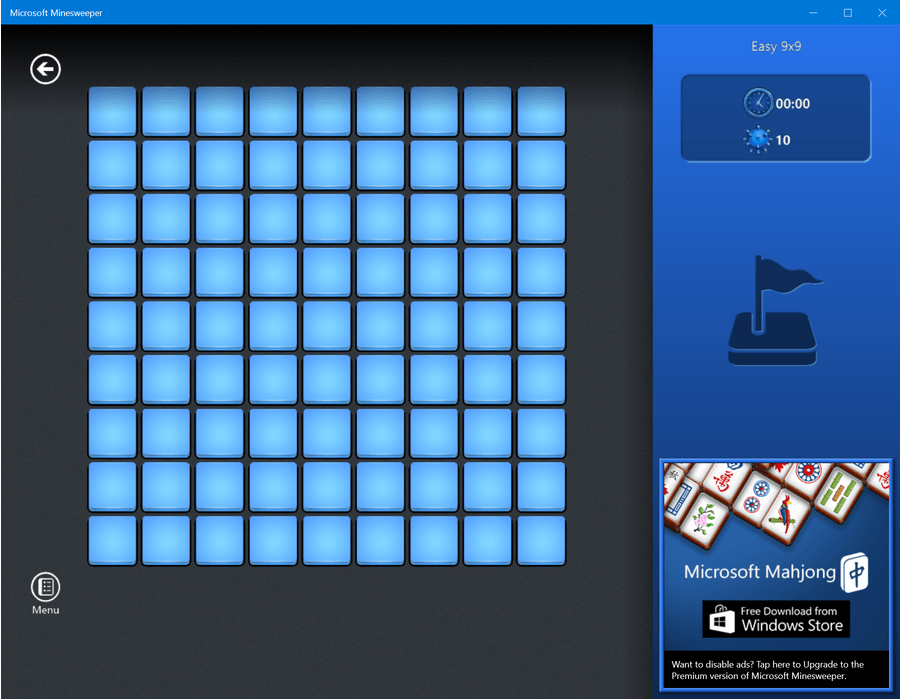 Microsoft Minesweeper
Easy 9x9
00:00
10
Menu
Microsoft Mahjong
中
Free Download from
Windows Store
Want to disable ads? Tap here to Upgrade to the
Premium version of Microsoft Minesweeper.